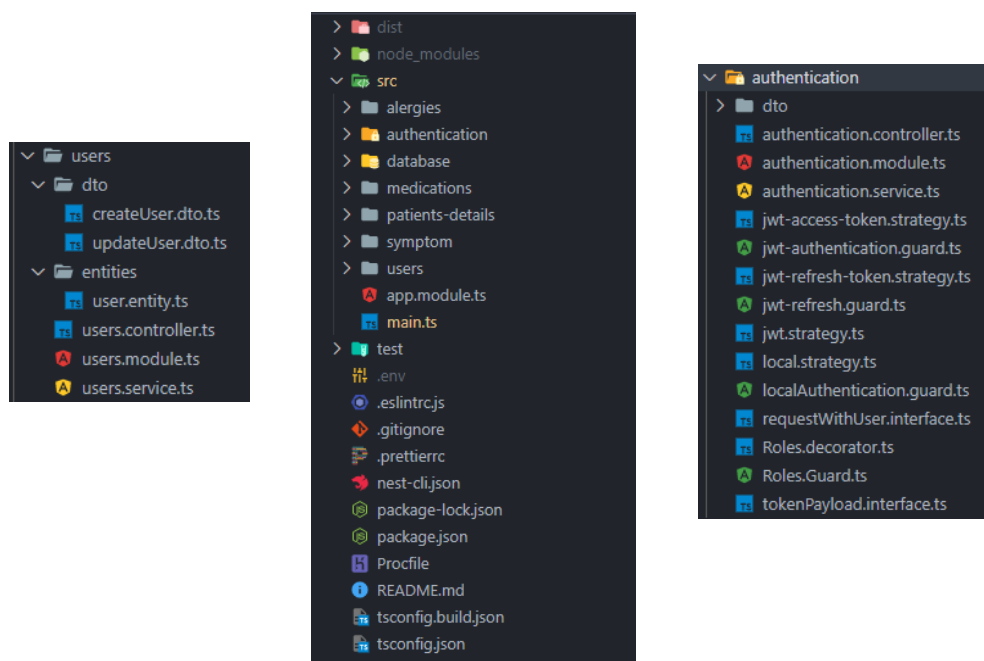 users
dto
createUser.dto.ts
updateUser.dto.ts
entities
user.entity.ts
users.controller.ts
users.module.ts
users.service.ts
dist
node_modules
src
alergies
authentication
database
medications
patients-details
symptom
users
app.module.ts
main.ts
test
.env
.eslintrc.js
.gitignore
.prettierrc
nest-cli.json
package-lock.json
package.json
Procfile
README.md
tsconfig.build.json
tsconfig.json
authentication
dto
authentication.controller.ts
authentication.module.ts
authentication.service.ts
jwt-access-token.strategy.ts
jwt-authentication.guard.ts
jwt-refresh-token.strategy.ts
jwt-refresh.guard.ts
jwt.strategy.ts
local.strategy.ts
localAuthentication.guard.ts
requestWithUser.interface.ts
Roles.decorator.ts
Roles.Guard.ts
tokenPayload.interface.ts